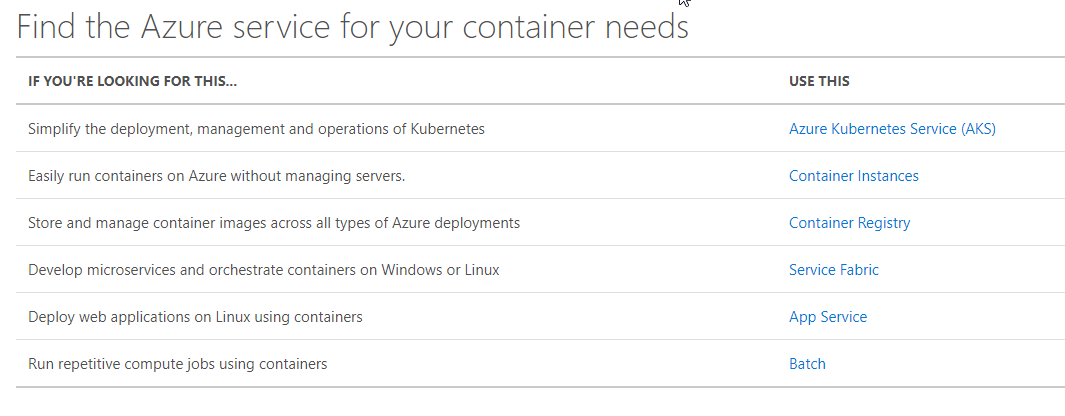 Find the Azure service for your container needs
IF YOU'RE LOOKING FOR THIS... USE THIS
Simplify the deployment, management and operations of Kubernetes Azure Kubernetes Service (AKS)
Easily run containers on Azure without managing servers. Container Instances
Store and manage container images across all types of Azure deployments Container Registry
Develop microservices and orchestrate containers on Windows or Linux Service Fabric
Deploy web applications on Linux using containers App Service
Run repetitive compute jobs using containers Batch